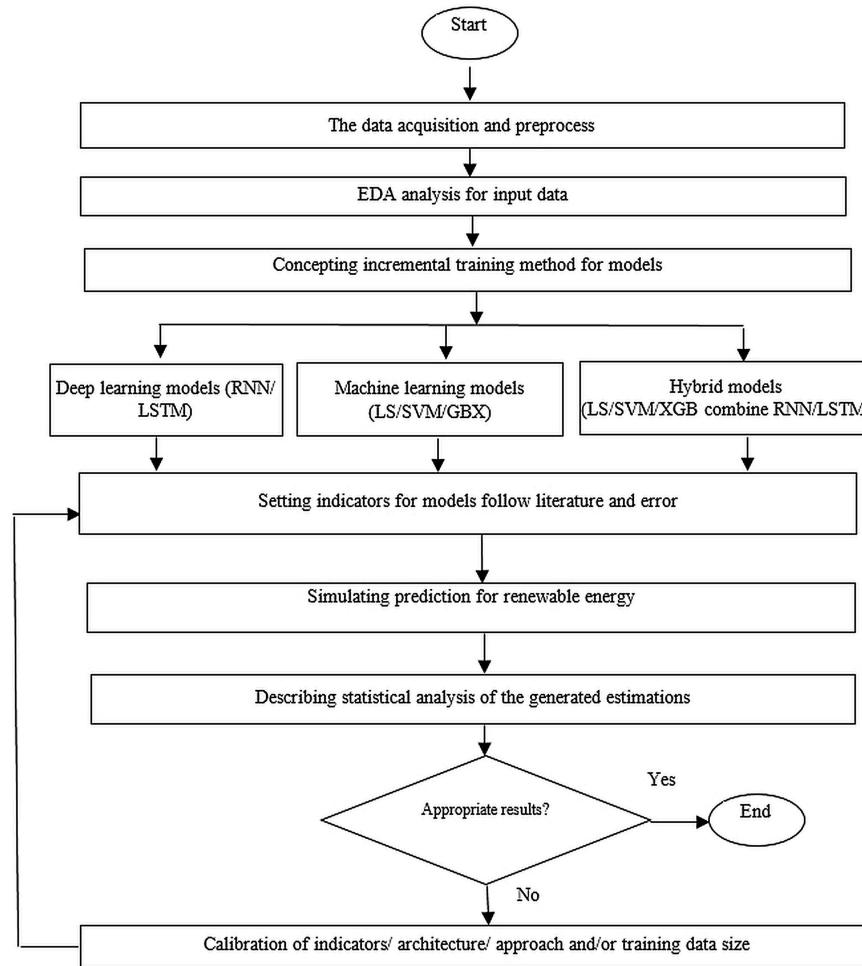 Start
The data acquisition and preprocess
EDA analysis for input data
Concepting incremental training method for models
Deep learning models (RNN/
LSTM)
Machine learning models
(LS/SVM/GBX)
Hybrid models
(LS/SVM/XGB combine RNN/LSTM
Setting indicators for models follow literature and error
Simulating prediction for renewable energy
Describing statistical analysis of the generated estimations
Appropriate results?
Yes
End
No
Calibration of indicators/ architecture/ approach and/or training data size